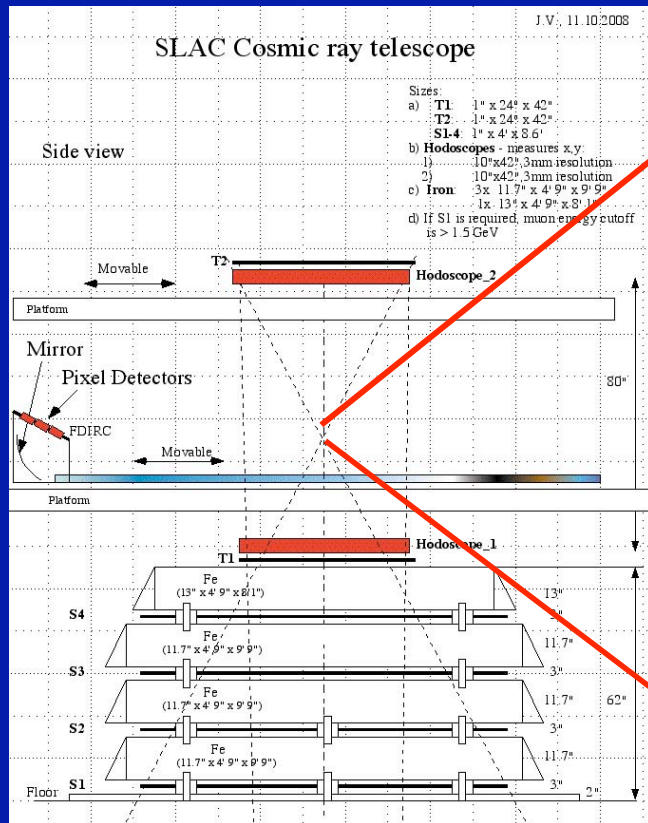 J.V., 11.10.2008
SLAC Cosmic ray telescope
Sizes:
a) T1: 1" x 24" x 42"
T2: 1" x 24" x 42"
S1-4: 1" x 4' x 8.6'
b) Hodoscopes - measures x,y:
1) 10"x42", 3mm resolution
2) 10"x42", 3mm resolution
c) Iron: 3x 11.7" x 4' 9" x 9' 9"
1x 13" x 4' 9" x 8' 1"
d) If S1 is required, muon energy cutoff
is > 1.5 GeV
Side view
T2
Movable
Hodoscope_2
Platform
Mirror
Pixel Detectors
80"
FDIRC
Movable
Platform
Hodoscope_1
T1
Fe
(13" x 4' 9" x 8' 1")
13"
S4
3"
Fe
(11.7" x 4' 9" x 9' 9")
11.7"
S3
3"
Fe
(11.7" x 4' 9" x 9' 9")
11.7"
62"
S2
3"
Fe
(11.7" x 4' 9" x 9' 9")
11.7"
S1
3"
Floor
2"